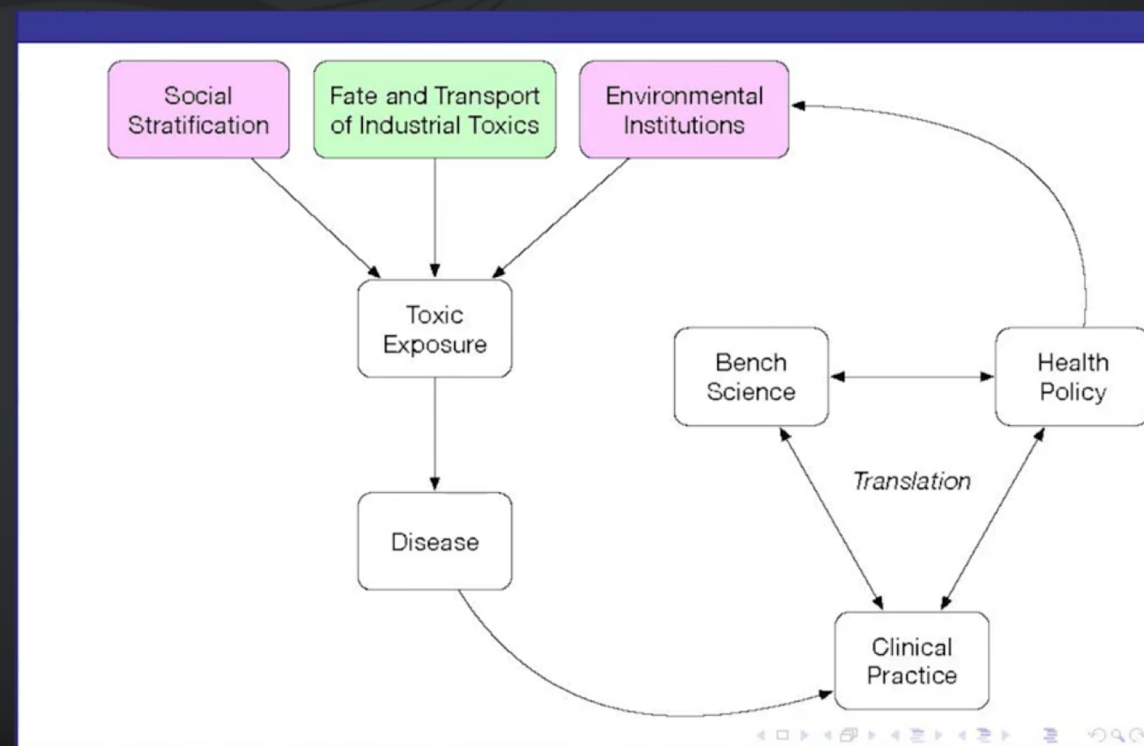 Social
Stratification
Fate and Transport
of Industrial Toxics
Environmental
Institutions
Toxic
Exposure
Bench
Science
Health
Policy
Translation
Disease
Clinical
Practice